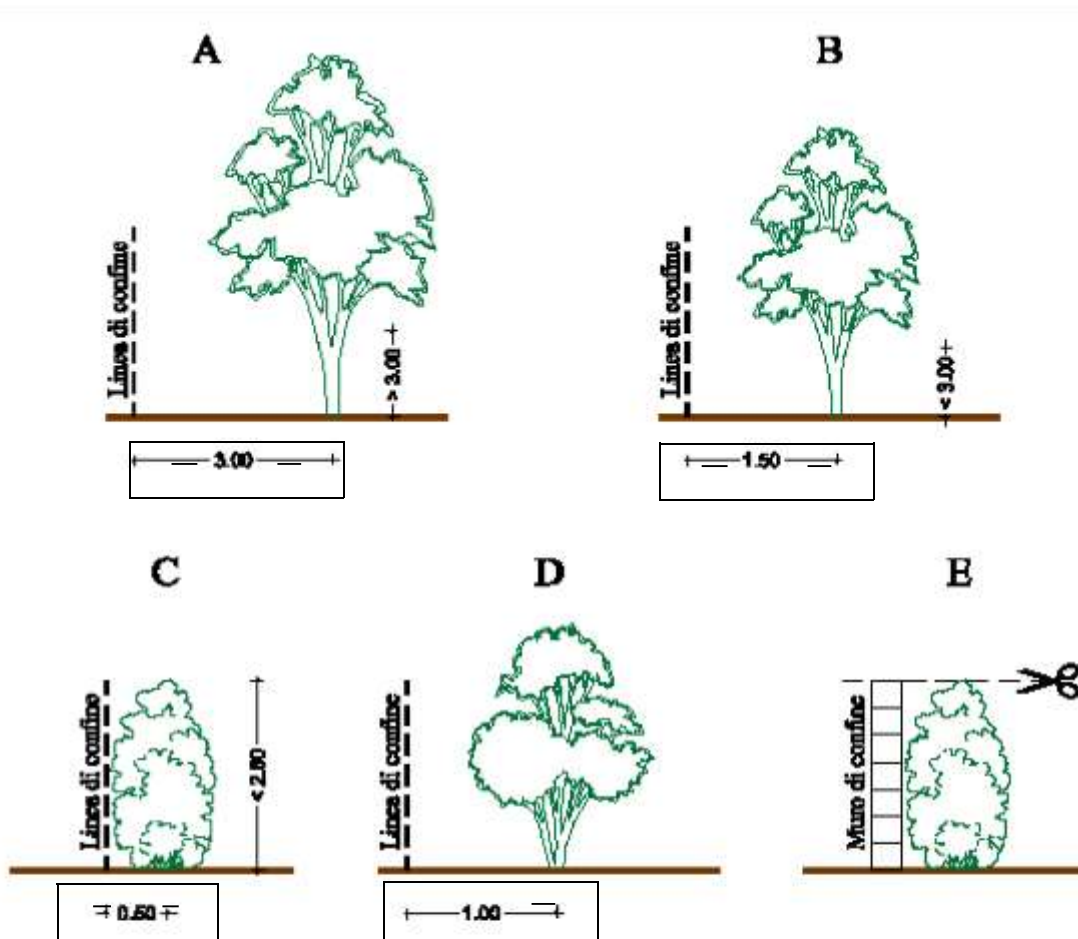 A
B
Linea di confine
> 3.00
Linea di confine
< 3.00
3.00
1.50
C
D
E
Linea di confine
< 2.50
Linea di confine
Muro di confine
0.50
1.00